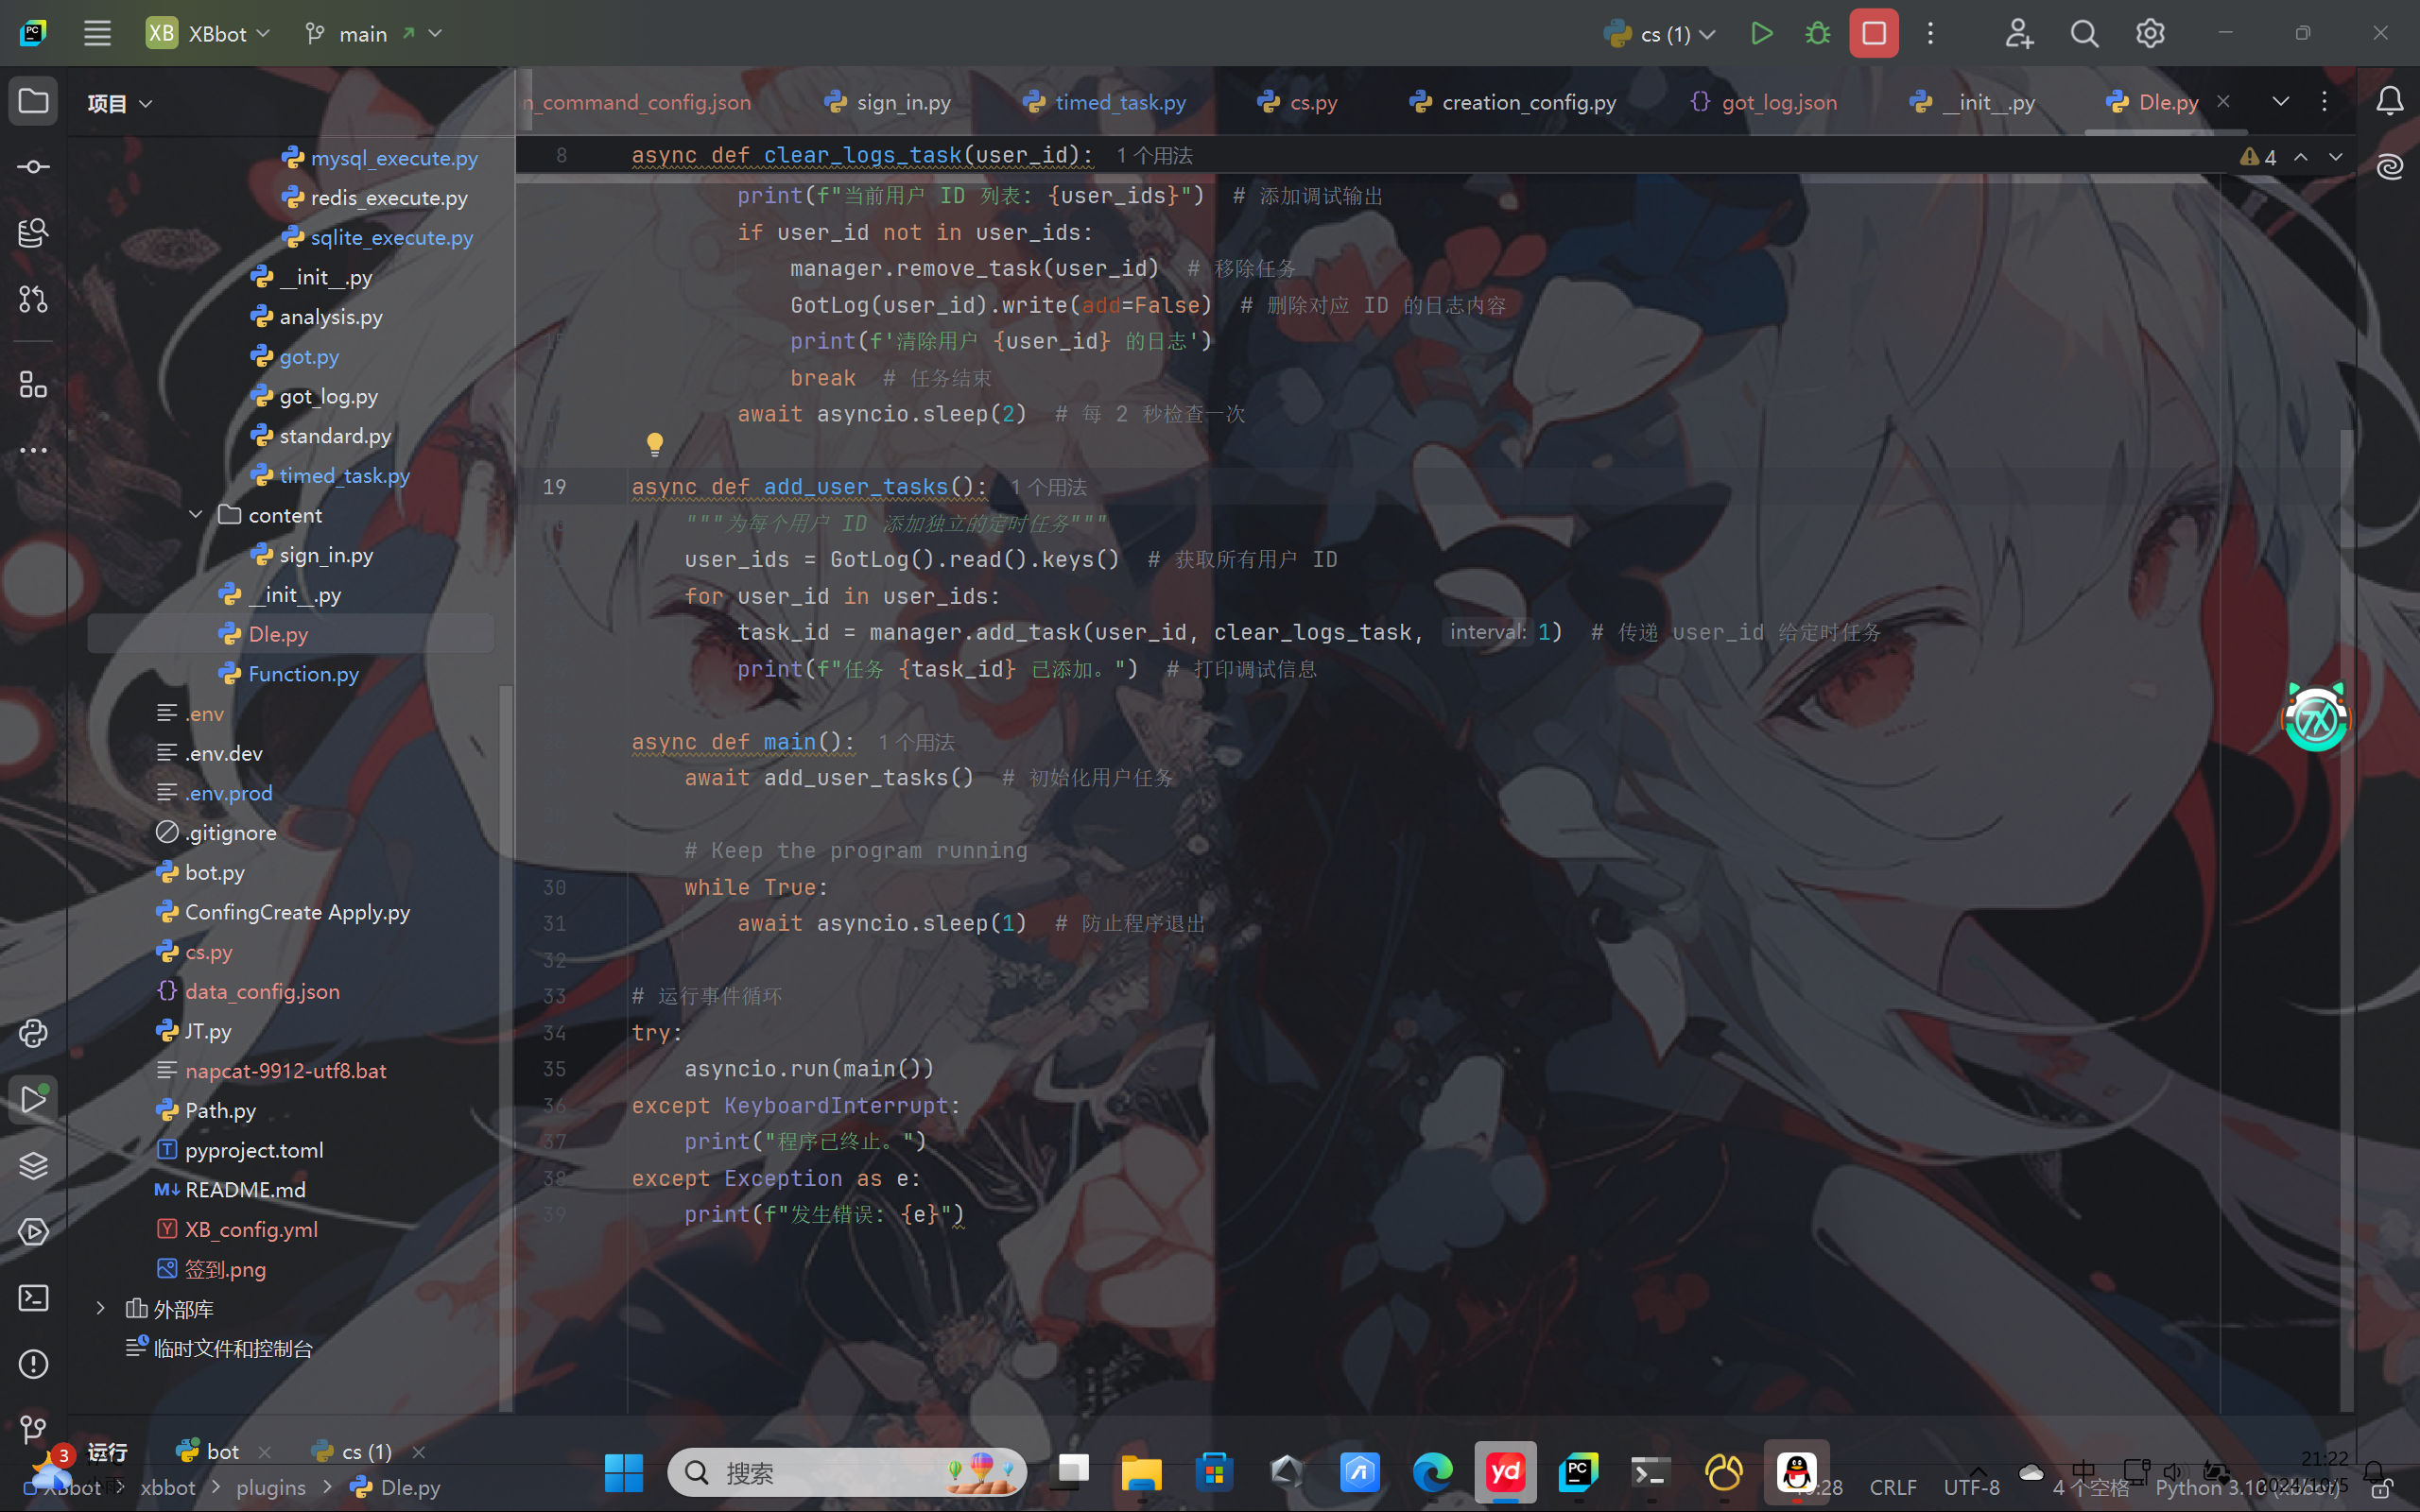 XB XBbot main
cs (1)
项目
n_command_config.json sign_in.py timed_task.py cs.py creation_config.py got_log.json __init__.py Dle.py
8 async def clear_logs_task(user_id): 1 个用法
4
mysql_execute.py
redis_execute.py
sqlite_execute.py
__init__.py
analysis.py
got.py
got_log.py
standard.py
timed_task.py
content
sign_in.py
__init__.py
Dle.py
Function.py
.env
.env.dev
.env.prod
.gitignore
bot.py
ConfingCreate Apply.py
cs.py
data_config.json
JT.py
napcat-9912-utf8.bat
Path.py
pyproject.toml
README.md
XB_config.yml
签到.png
外部库
临时文件和控制台
print(f"当前用户 ID 列表: {user_ids}") # 添加调试输出
if user_id not in user_ids:
manager.remove_task(user_id) # 移除任务
GotLog(user_id).write(add=False) # 删除对应 ID 的日志内容
15 print(f'清除用户 {user_id} 的日志')
break # 任务结束
await asyncio.sleep(2) # 每 2 秒检查一次
19 async def add_user_tasks(): 1 个用法
"""为每个用户 ID 添加独立的定时任务"""
user_ids = GotLog().read().keys() # 获取所有用户 ID
for user_id in user_ids:
task_id = manager.add_task(user_id, clear_logs_task, interval: 1) # 传递 user_id 给定时任务
print(f"任务 {task_id} 已添加。") # 打印调试信息
async def main(): 1 个用法
await add_user_tasks() # 初始化用户任务
# Keep the program running
30 while True:
31 await asyncio.sleep(1) # 防止程序退出
32
33 # 运行事件循环
34 try:
35 asyncio.run(main())
36 except KeyboardInterrupt:
37 print("程序已终止。")
38 except Exception as e:
39 print(f"发生错误: {e}")
运行 bot cs (1)
3
搜索
yd
21:22
XBbot xbbot plugins Dle.py
:28 CRLF UTF-8 4 个空格 Python 3.10 (xbbot)
中
2024/10/5